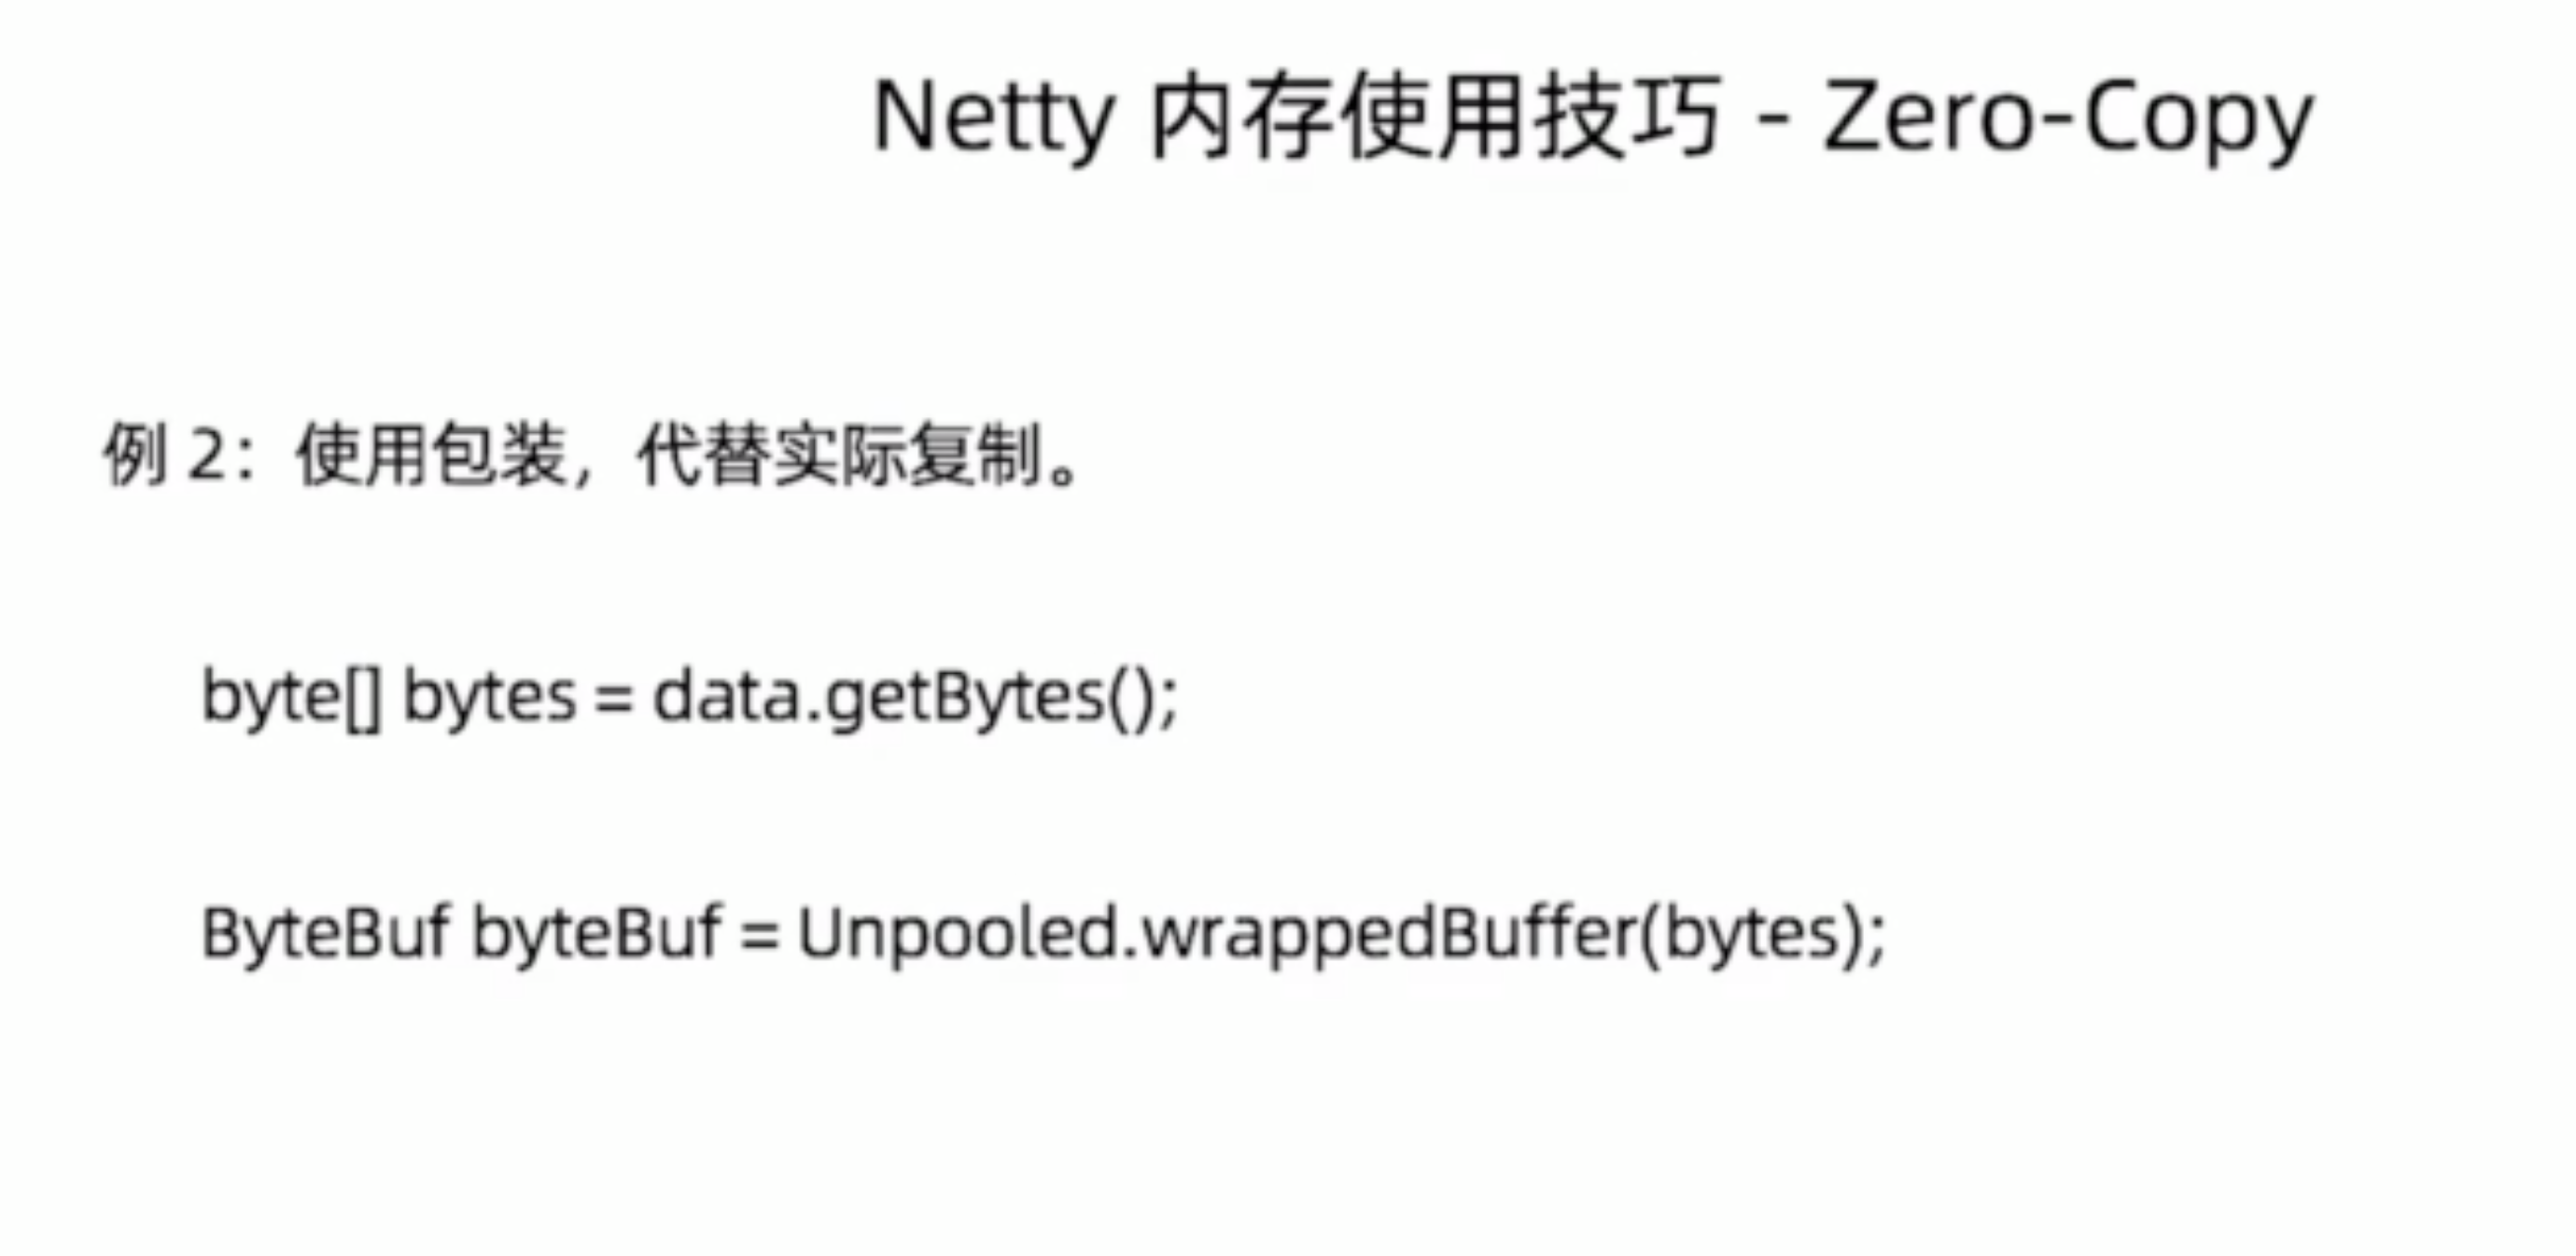 Netty 内存使用技巧 - Zero-Copy
例 2：使用包装，代替实际复制。
byte[] bytes = data.getBytes();
ByteBuf byteBuf = Unpooled.wrappedBuffer(bytes);